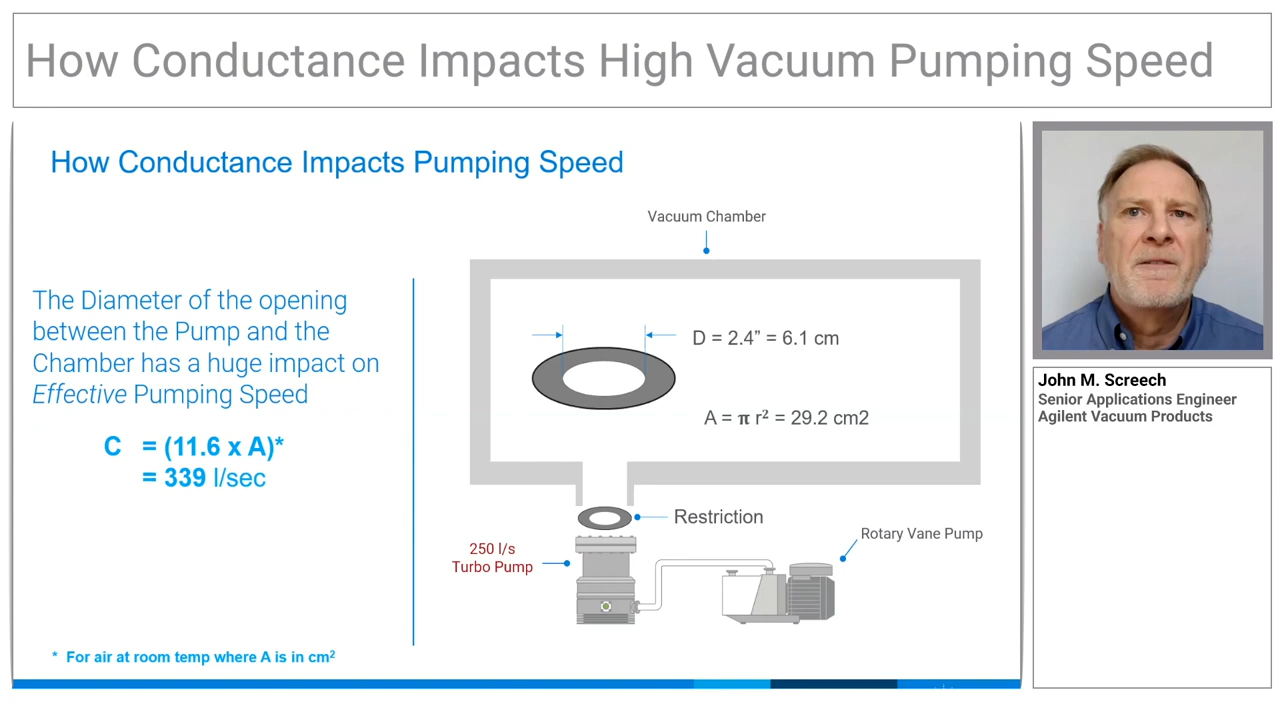 How Conductance Impacts High Vacuum Pumping Speed
How Conductance Impacts Pumping Speed
The Diameter of the opening
between the Pump and the
Chamber has a huge impact on
Effective Pumping Speed
C = (11.6 x A)*
= 339 l/sec
* For air at room temp where A is in cm²
Vacuum Chamber
D = 2.4” = 6.1 cm
A = π r² = 29.2 cm2
Restriction
250 l/s
Turbo Pump
Rotary Vane Pump
John M. Screech
Senior Applications Engineer
Agilent Vacuum Products